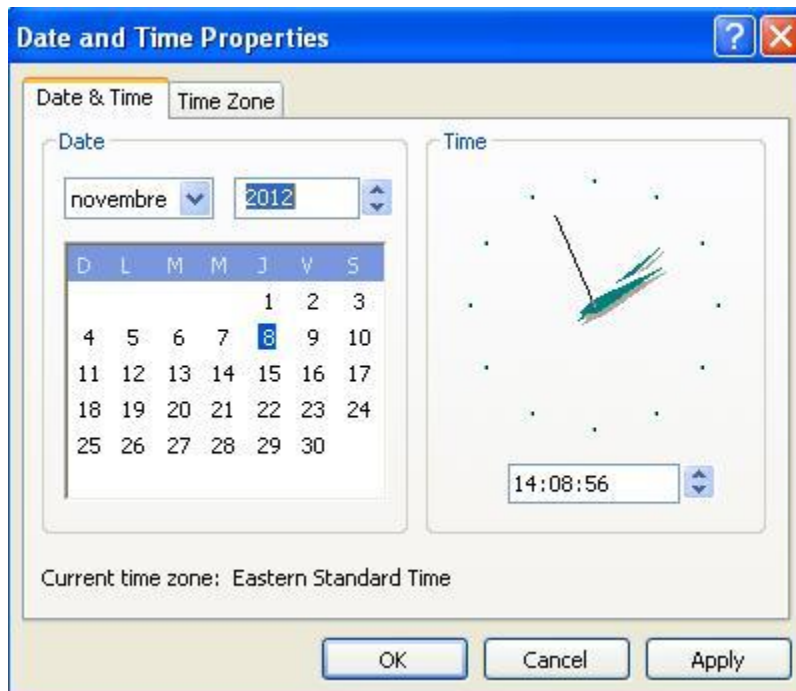 Date and Time Properties
Date & Time Time Zone
Date
novembre 2012
D L M M J V S
1 2 3
4 5 6 7 8 9 10
11 12 13 14 15 16 17
18 19 20 21 22 23 24
25 26 27 28 29 30
Time
14:08:56
Current time zone: Eastern Standard Time
OK Cancel Apply